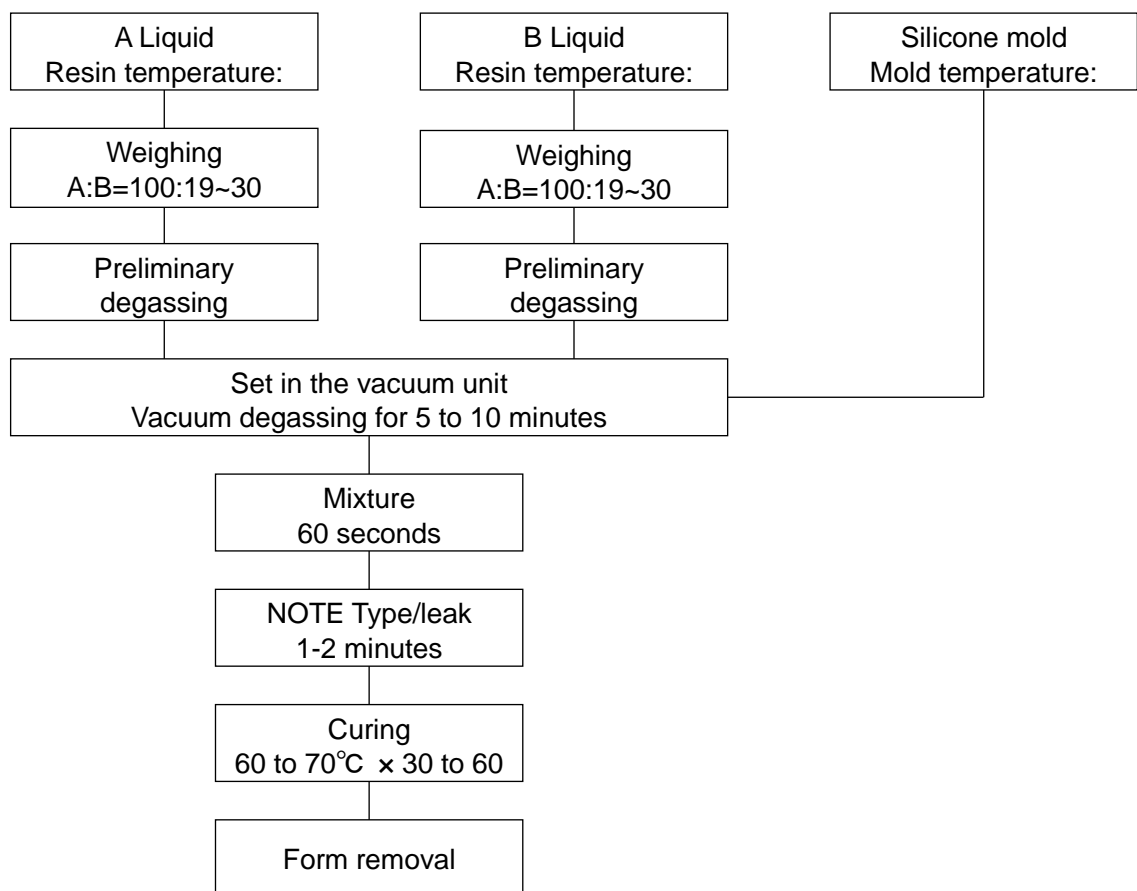 A Liquid
Resin temperature:
B Liquid
Resin temperature:
Silicone mold
Mold temperature:
Weighing
A:B=100:19~30
Weighing
A:B=100:19~30
Preliminary
degassing
Preliminary
degassing
Set in the vacuum unit
Vacuum degassing for 5 to 10 minutes
Mixture
60 seconds
NOTE Type/leak
1-2 minutes
Curing
60 to 70℃ × 30 to 60
Form removal